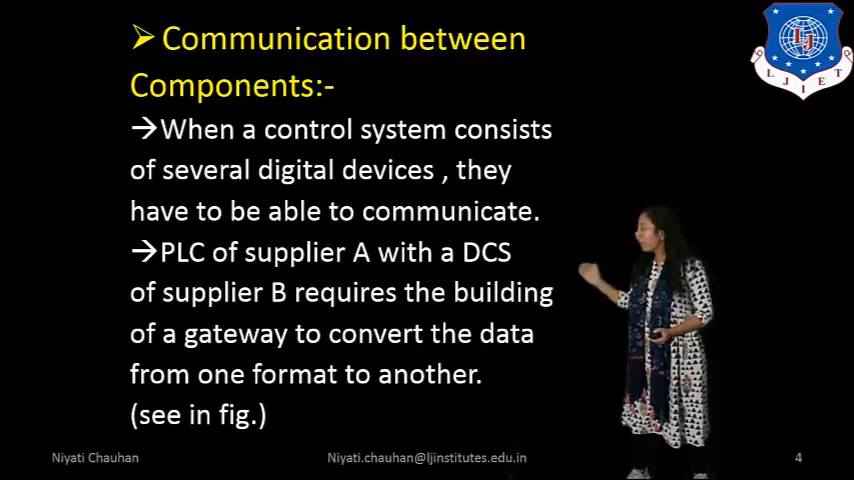 ➢ Communication between
Components:-
→When a control system consists
of several digital devices , they
have to be able to communicate.
→PLC of supplier A with a DCS
of supplier B requires the building
of a gateway to convert the data
from one format to another.
(see in fig.)
LJ
LJIET
Niyati Chauhan
Niyati.chauhan@ljinstitutes.edu.in
4